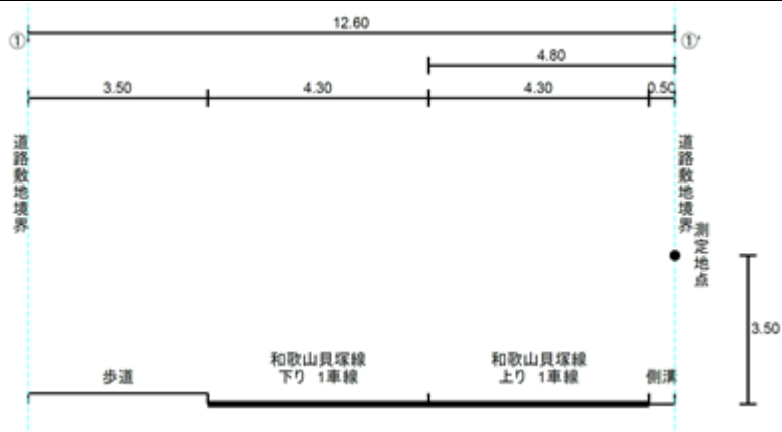 12.60
①
①'
4.80
3.50
4.30
4.30
0.50
道路敷地境界
道路敷地境界
測定地点
3.50
歩道
和歌山貝塚線
下り 1車線
和歌山貝塚線
上り 1車線
側溝